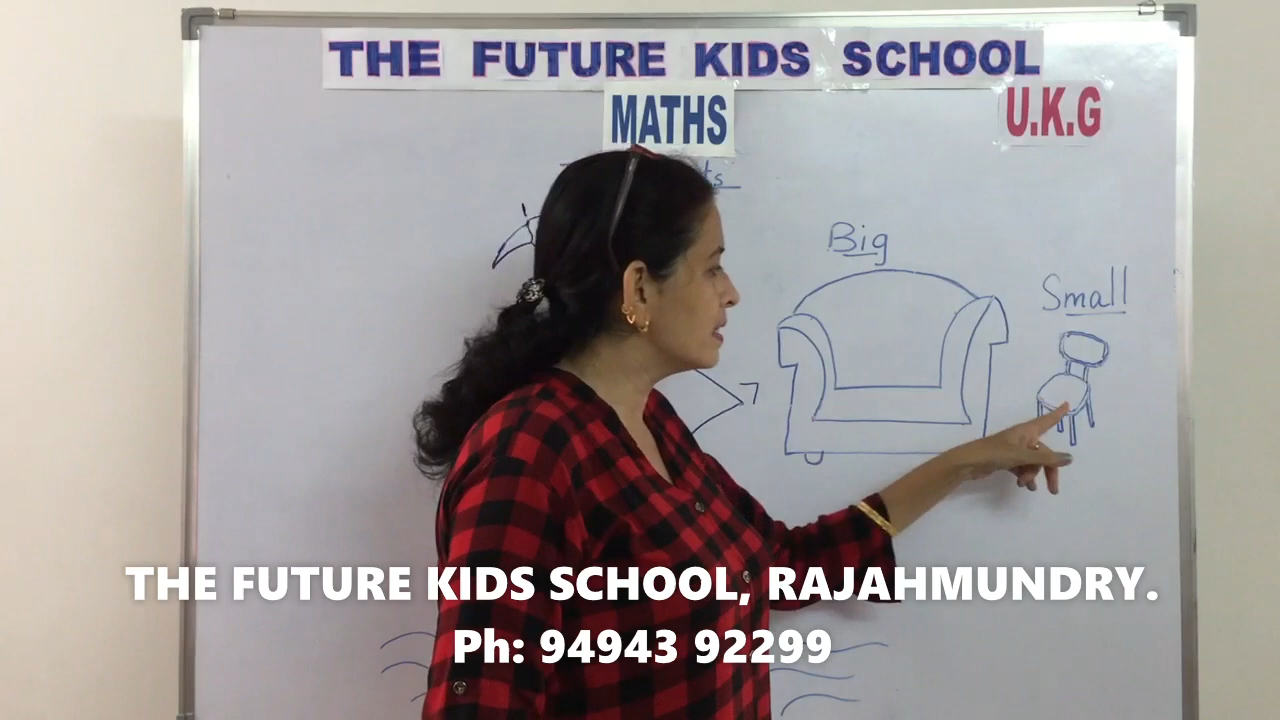 THE FUTURE KIDS SCHOOL
MATHS
U.K.G
Big
Small
THE FUTURE KIDS SCHOOL, RAJAHMUNDRY.
Ph: 94943 92299